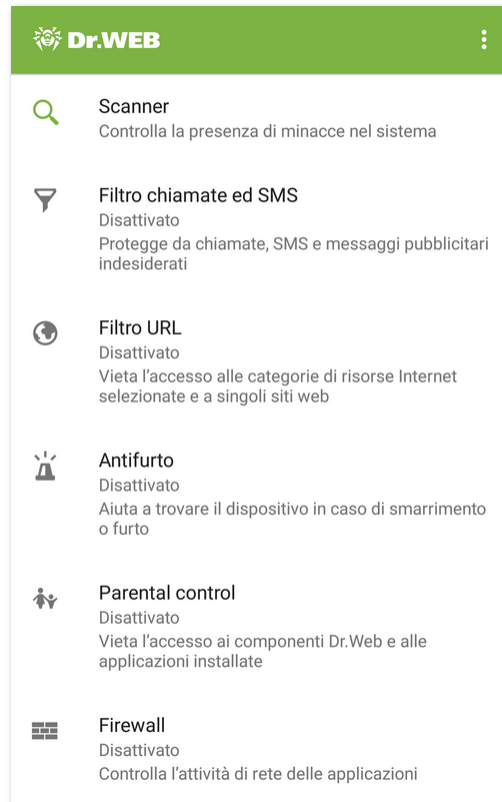 Dr.WEB
Scanner
Controlla la presenza di minacce nel sistema
Filtro chiamate ed SMS
Disattivato
Protegge da chiamate, SMS e messaggi pubblicitari
indesiderati
Filtro URL
Disattivato
Vieta l'accesso alle categorie di risorse Internet
selezionate e a singoli siti web
Antifurto
Disattivato
Aiuta a trovare il dispositivo in caso di smarrimento
o furto
Parental control
Disattivato
Vieta l'accesso ai componenti Dr.Web e alle
applicazioni installate
Firewall
Disattivato
Controlla l'attività di rete delle applicazioni